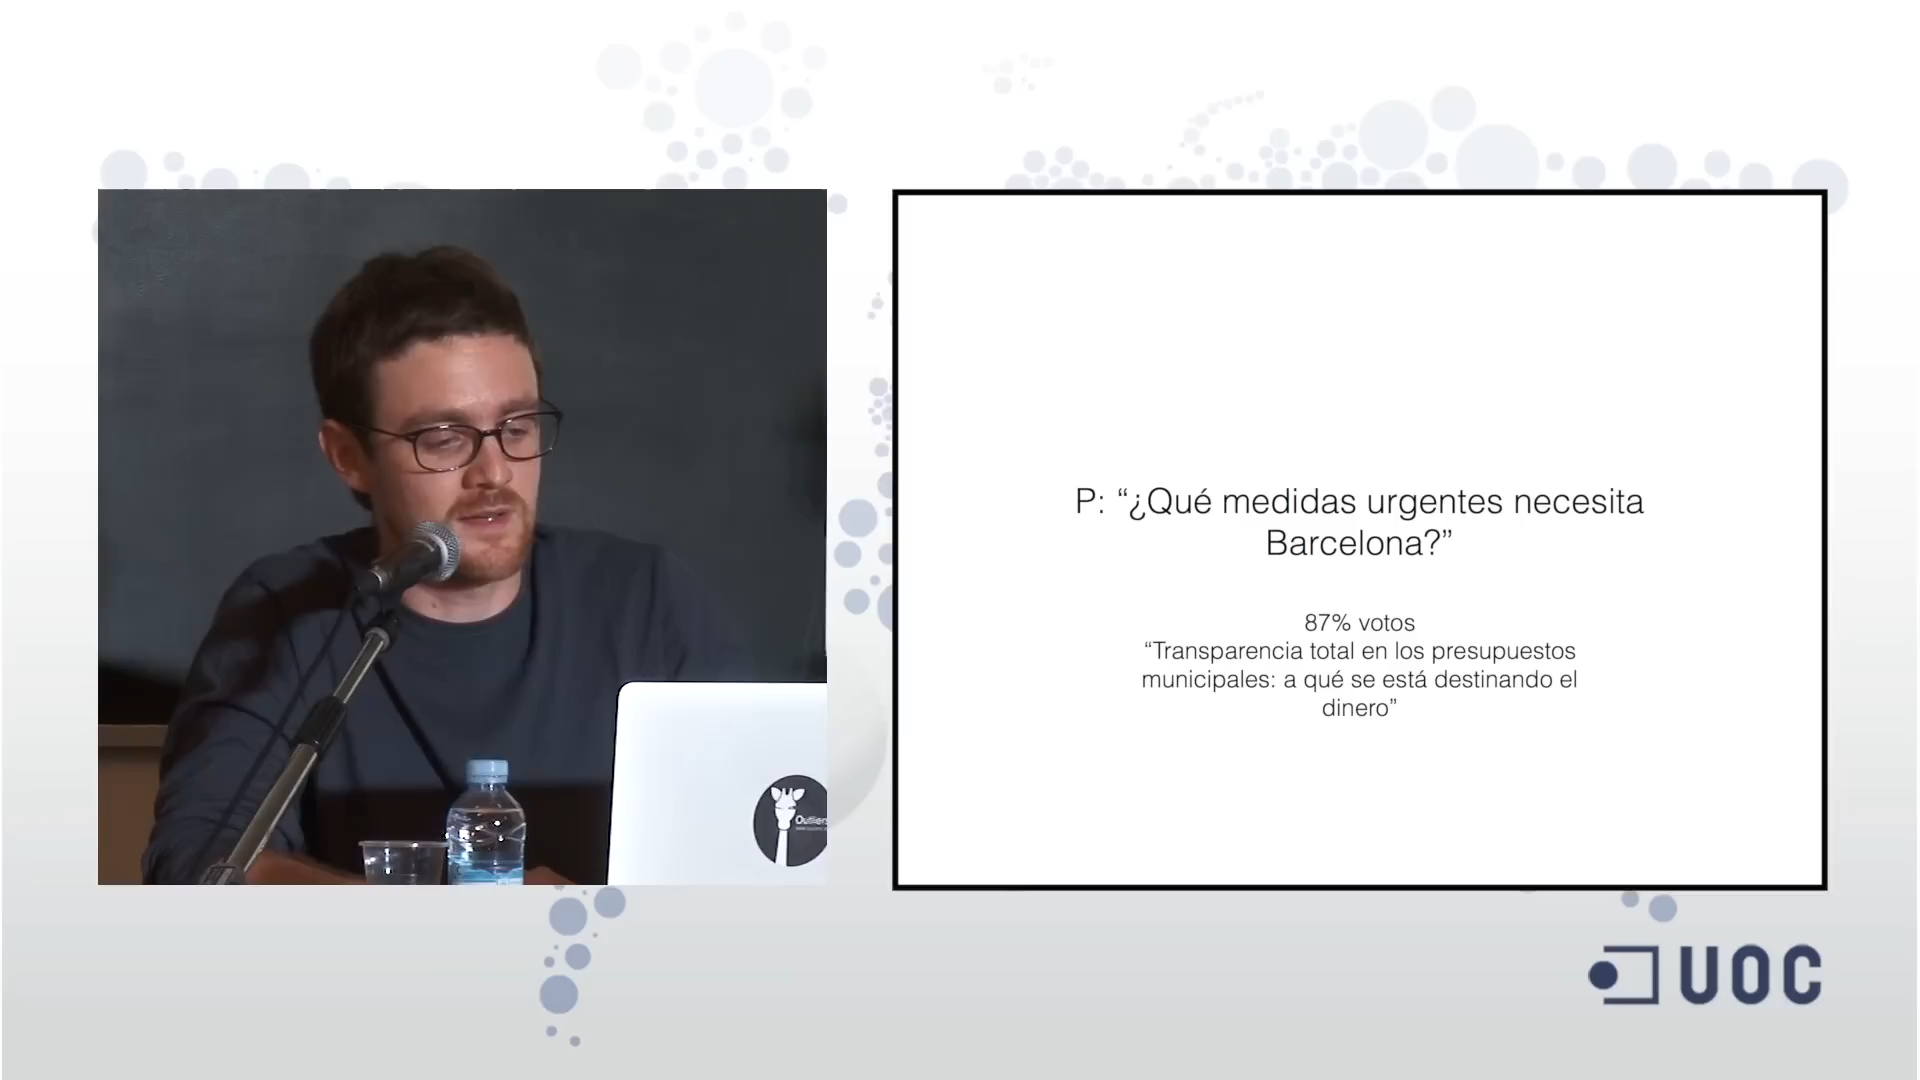 P: “¿Qué medidas urgentes necesita
Barcelona?”
87% votos
“Transparencia total en los presupuestos
municipales: a qué se está destinando el
dinero”
Outliers
UOC